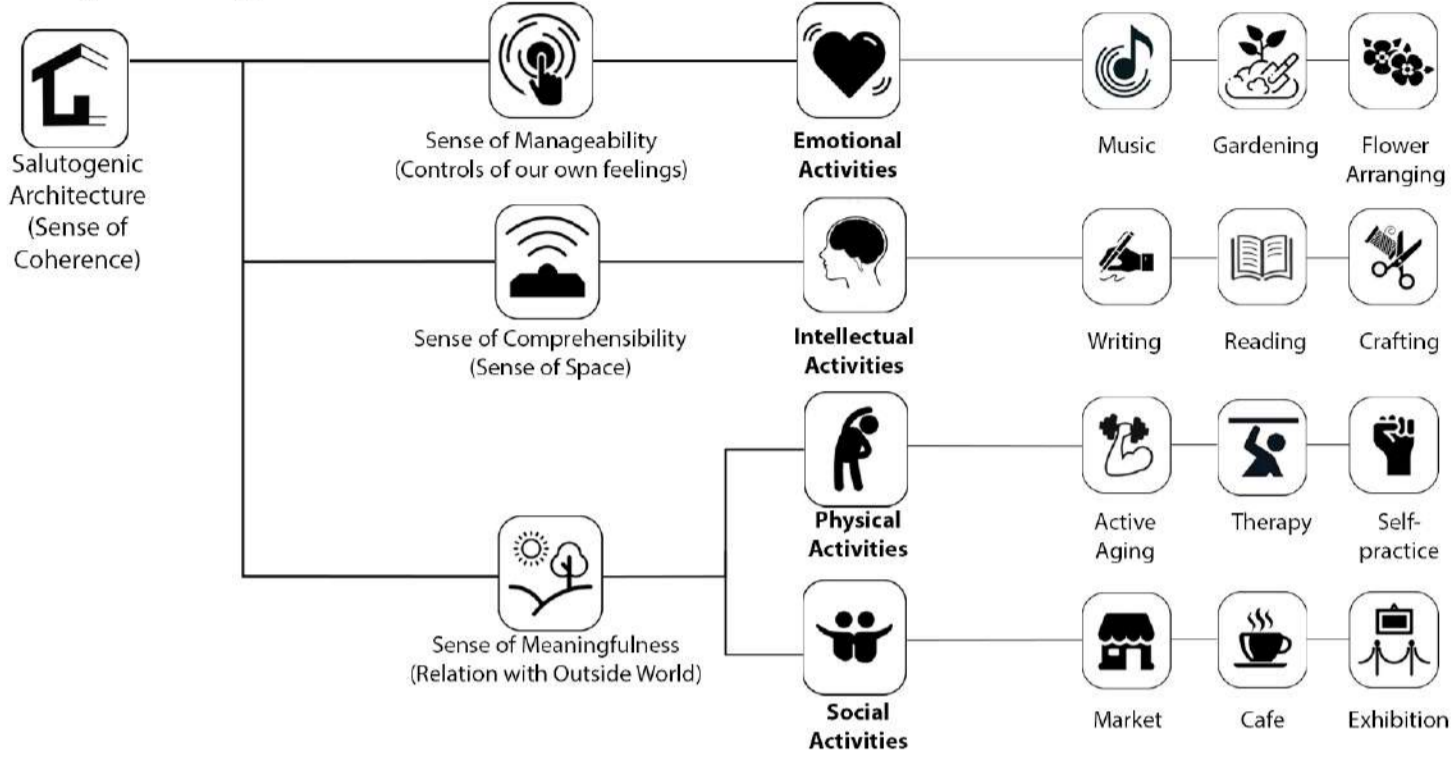 Salutogenic
Architecture
(Sense of
Coherence)
Sense of Manageability
(Controls of our own feelings)
Emotional
Activities
Music
Gardening
Flower
Arranging
Sense of Comprehensibility
(Sense of Space)
Intellectual
Activities
Writing
Reading
Crafting
Sense of Meaningfulness
(Relation with Outside World)
Physical
Activities
Active
Aging
Therapy
Self-
practice
Social
Activities
Market
Cafe
Exhibition